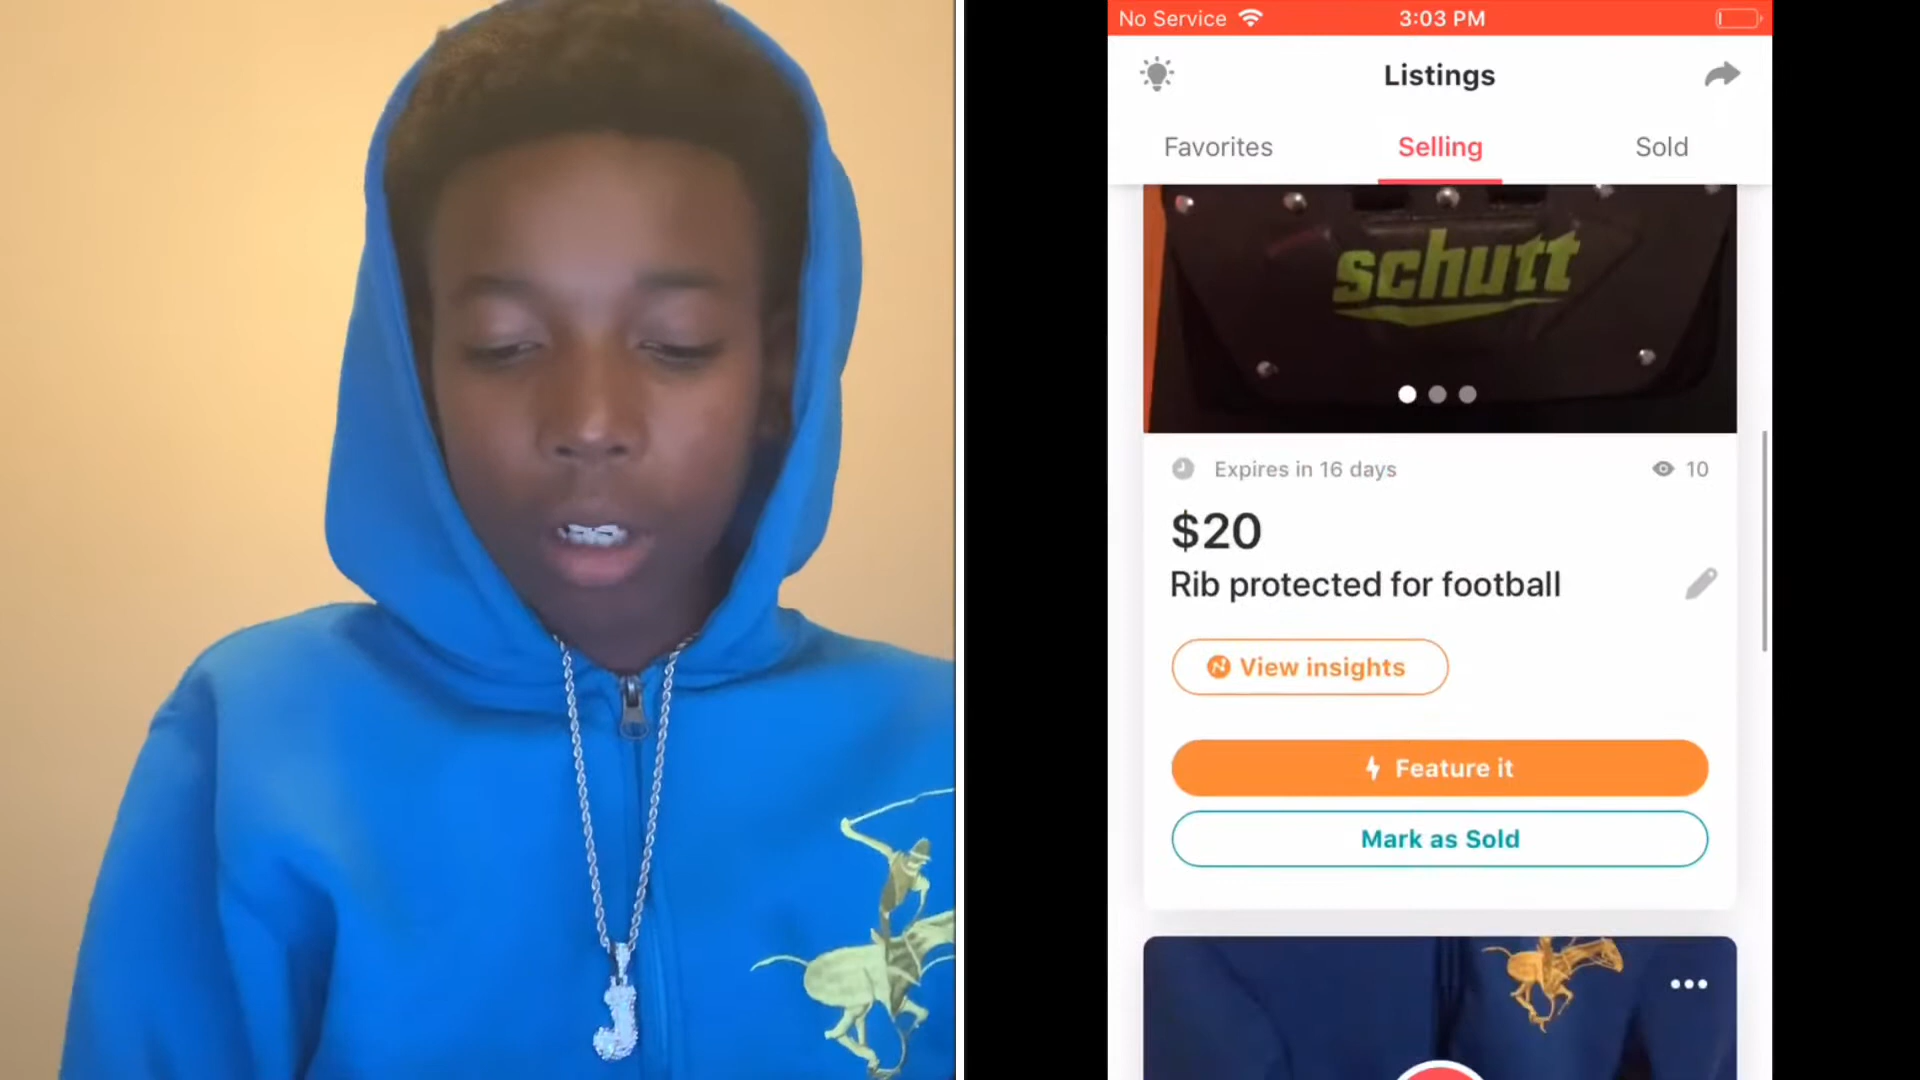 No Service
3:03 PM
Listings
Favorites
Selling
Sold
schutt
Expires in 16 days
10
$20
Rib protected for football
View insights
Feature it
Mark as Sold
J